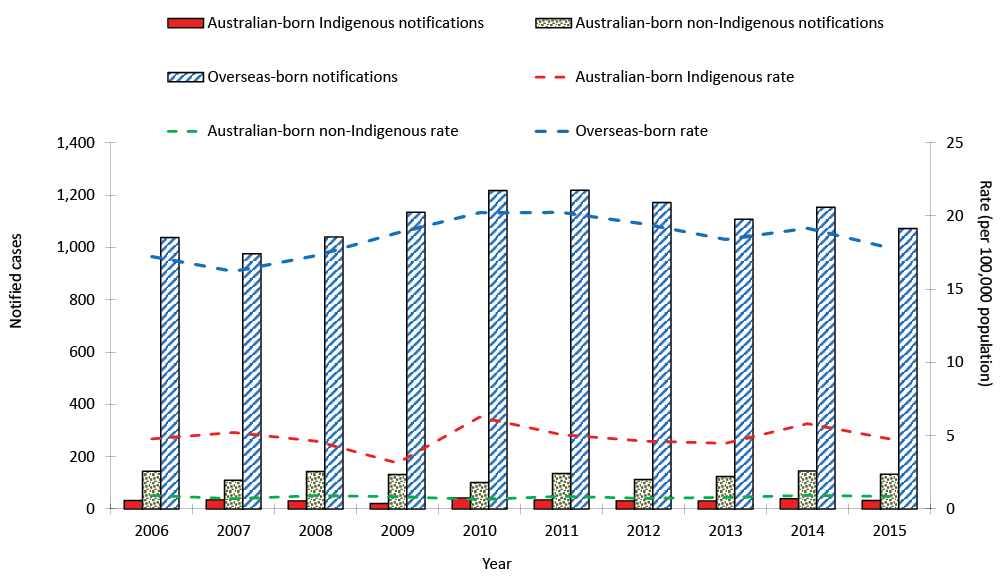 Australian-born Indigenous notifications
Australian-born non-Indigenous notifications
Overseas-born notifications
Australian-born Indigenous rate
Australian-born non-Indigenous rate
Overseas-born rate
Notified cases
1,400
1,200
1,000
800
600
400
200
0
25
20
15
10
5
0
Rate (per 100,000 population)
2006 2007 2008 2009 2010 2011 2012 2013 2014 2015
Year